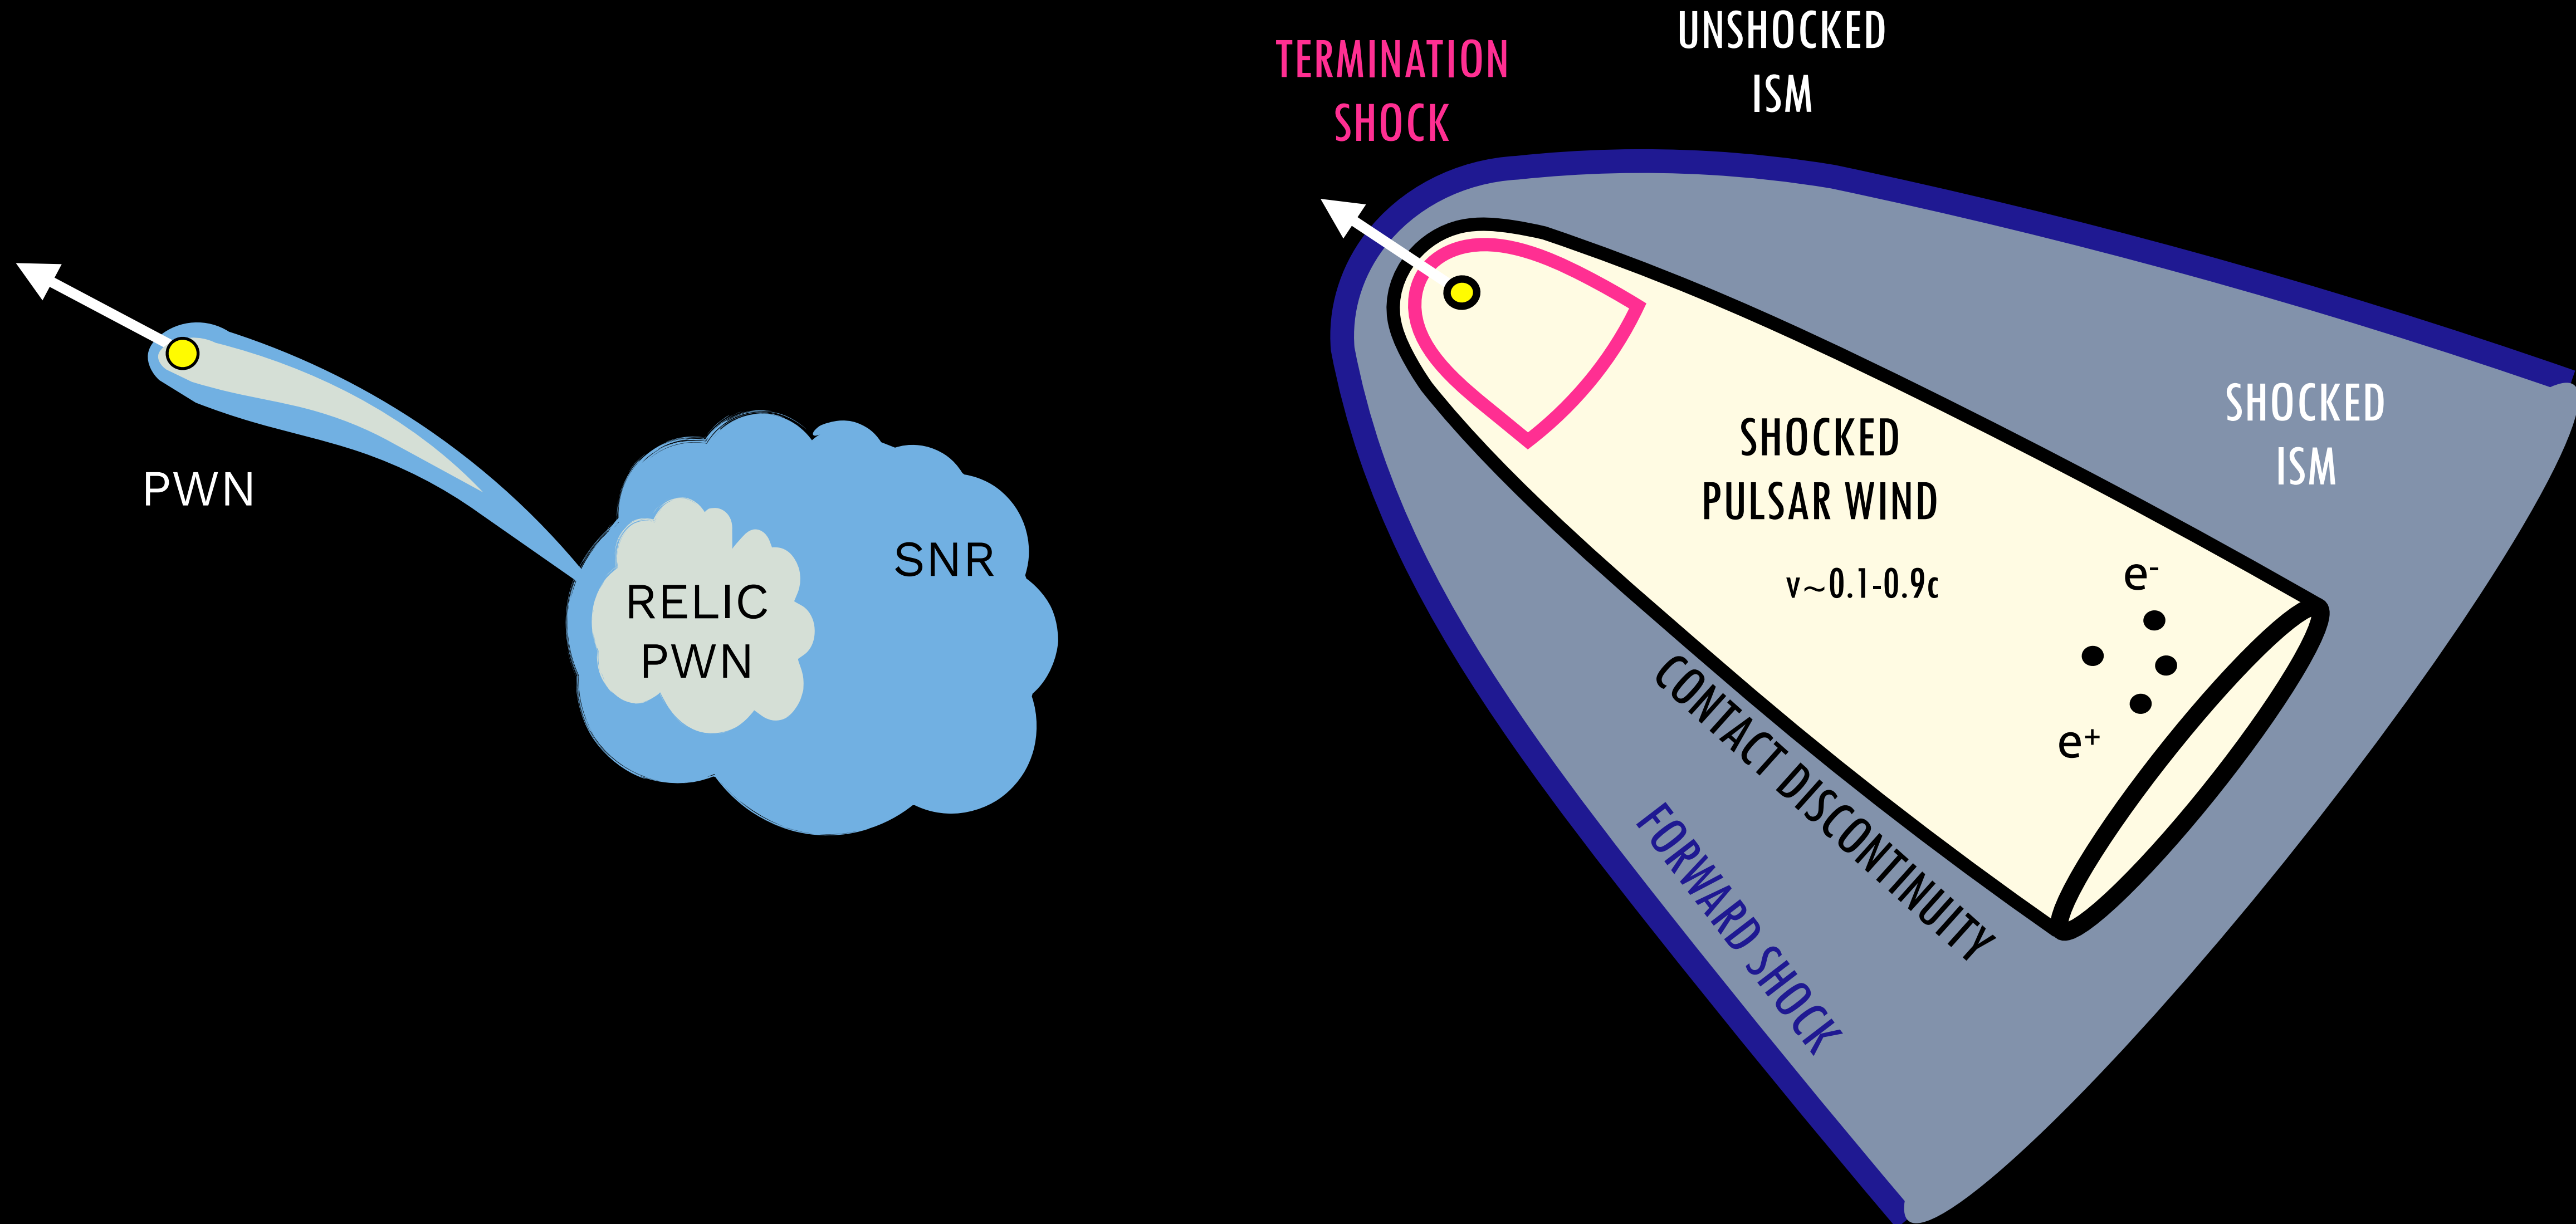 PWN
RELIC
PWN
SNR
TERMINATION
SHOCK
UNSHOCKED
ISM
SHOCKED
ISM
SHOCKED
PULSAR WIND
v~0.1-0.9c
e⁻
e⁺
CONTACT DISCONTINUITY
FORWARD SHOCK